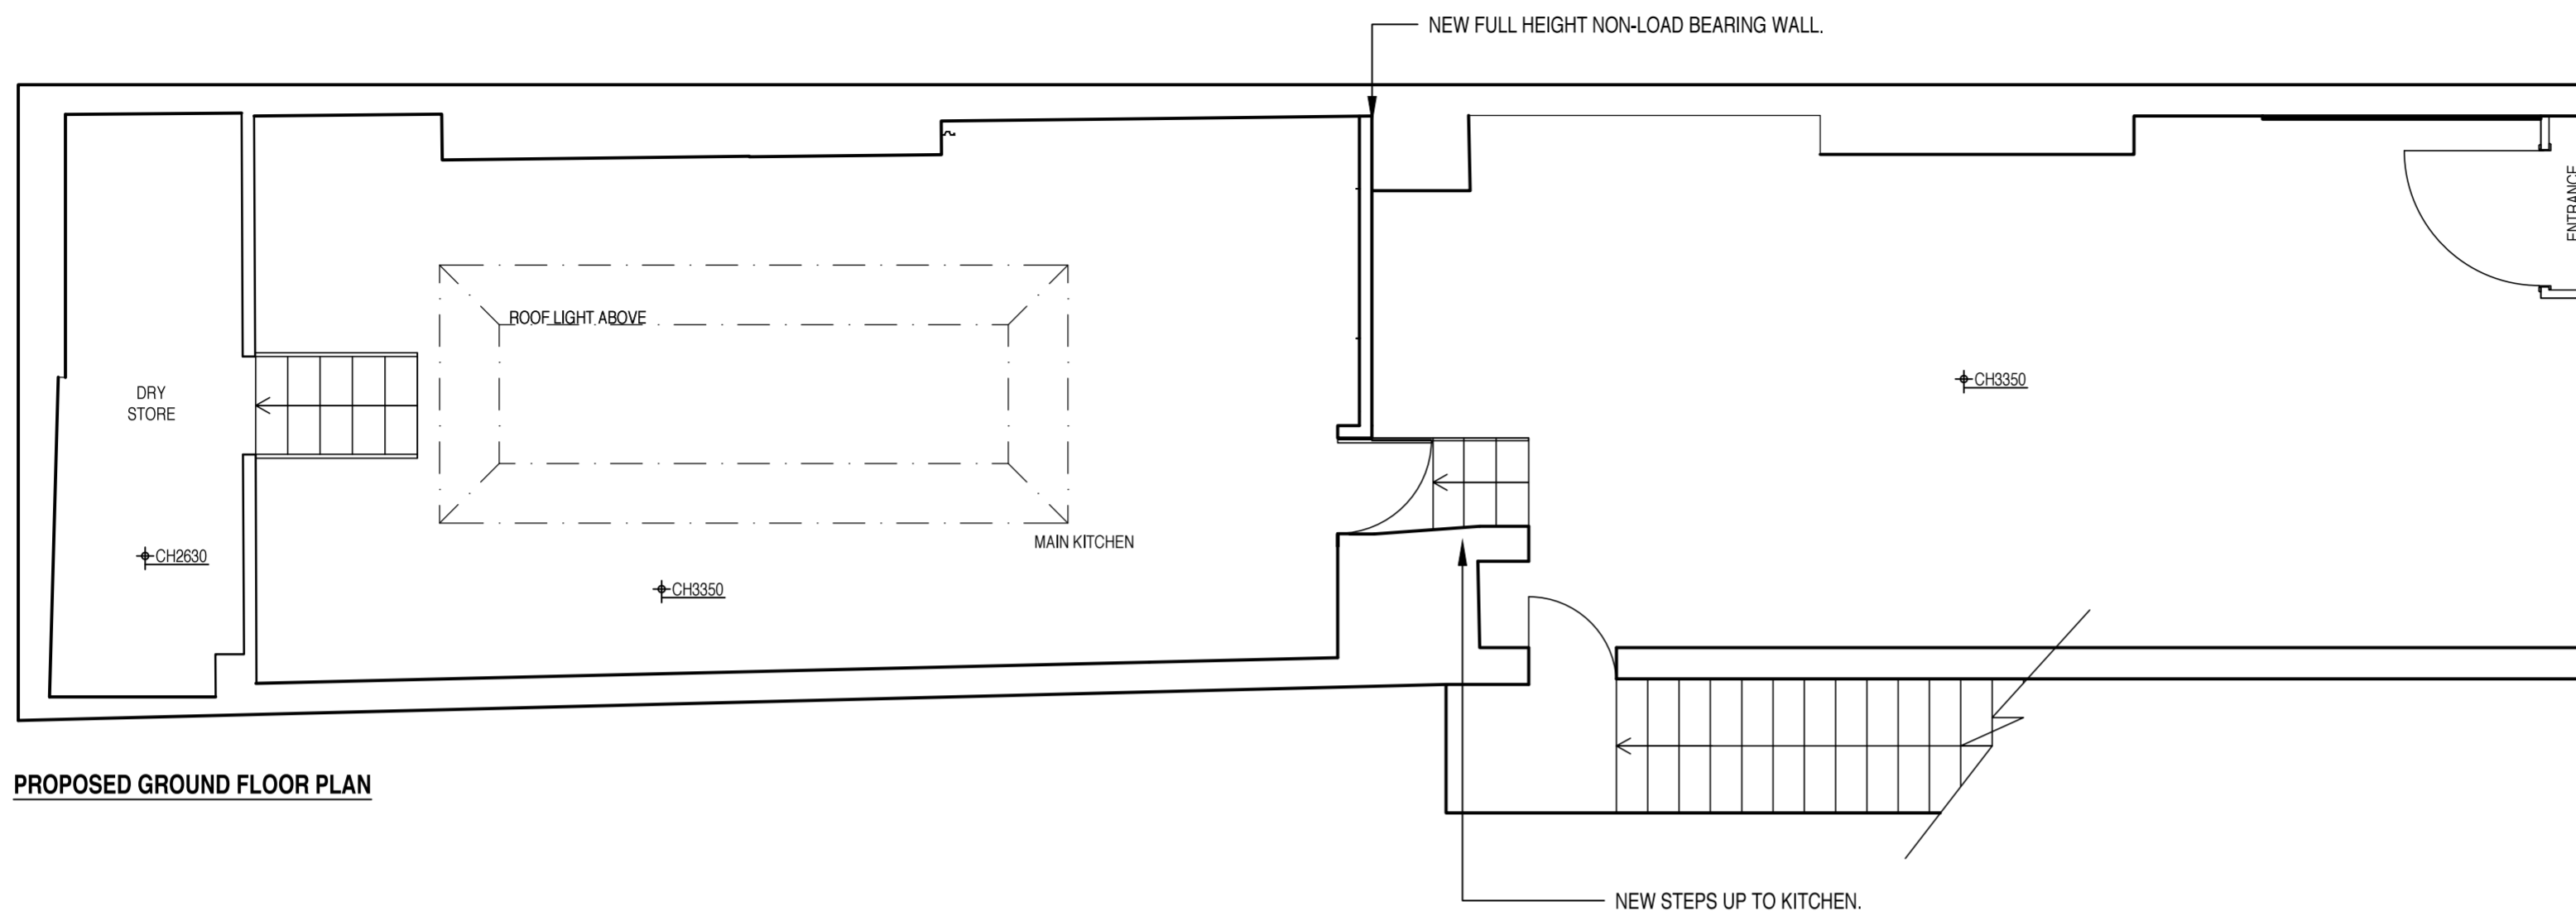 NEW FULL HEIGHT NON-LOAD BEARING WALL.
ENTRANCE
ROOF LIGHT ABOVE
CH3350
DRY
STORE
MAIN KITCHEN
CH2630
CH3350
PROPOSED GROUND FLOOR PLAN
NEW STEPS UP TO KITCHEN.